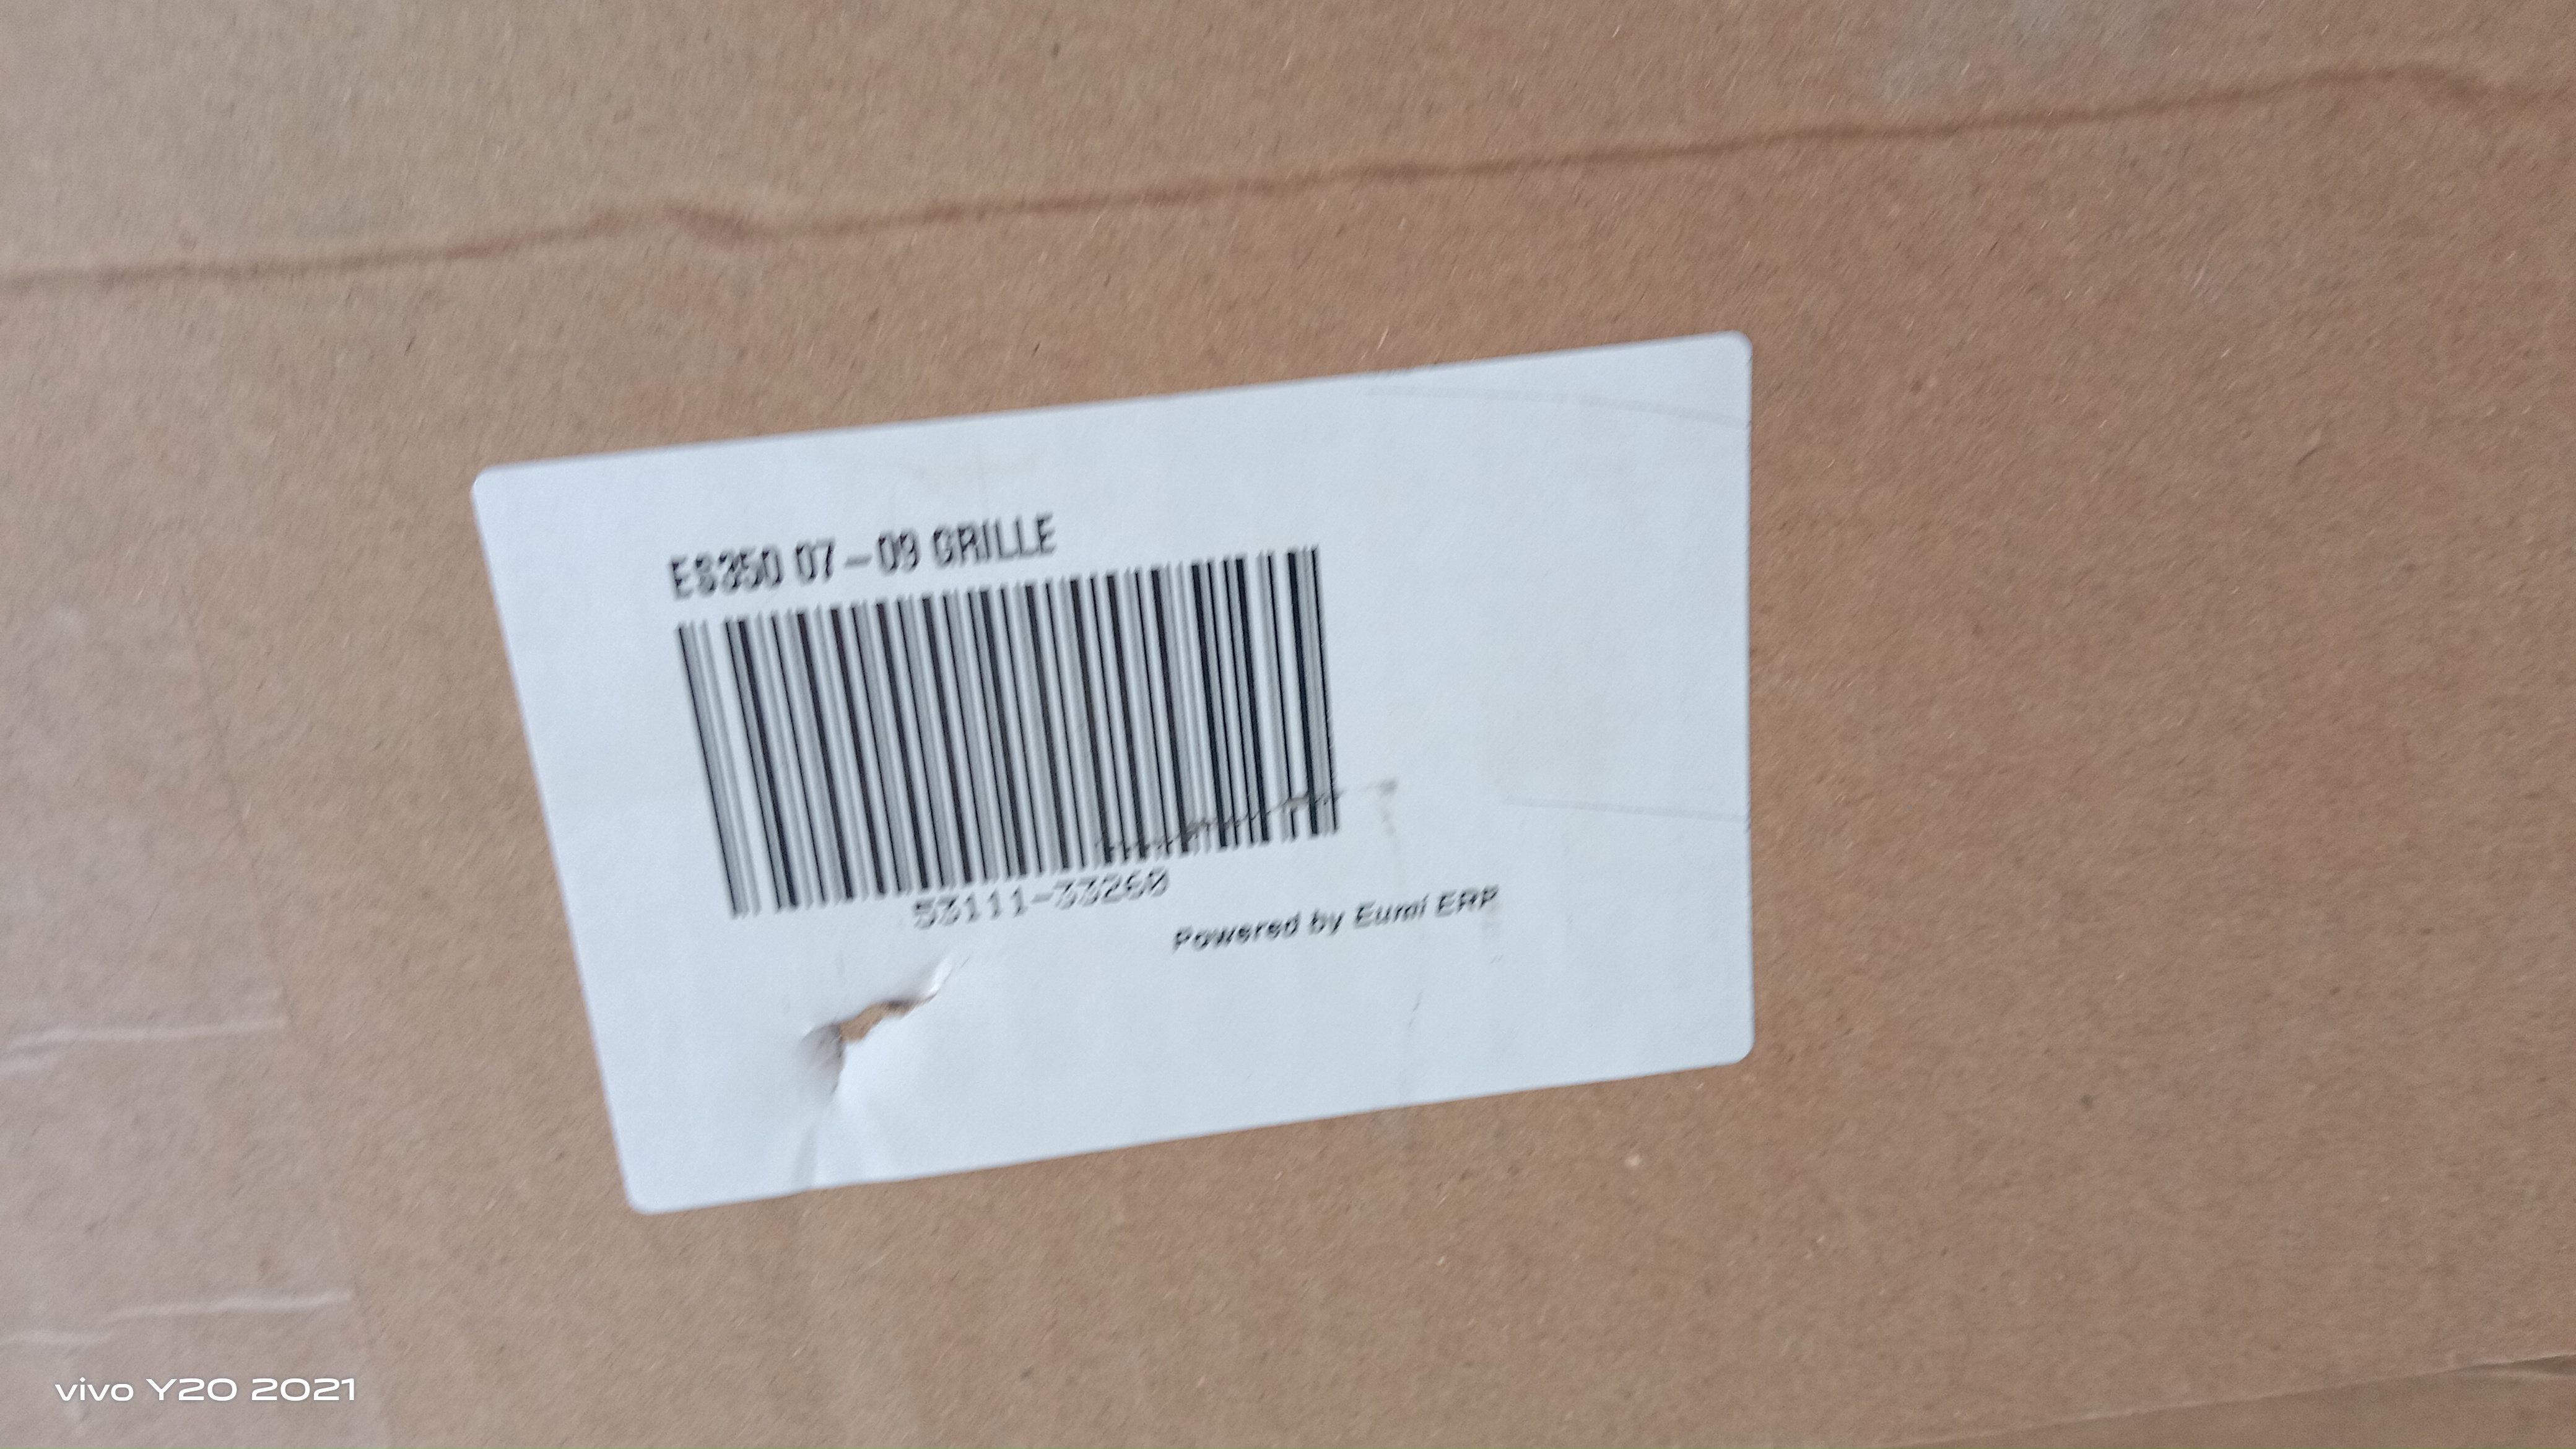 ES350 07-09 GRILLE
53111-33260
Powered by Eumi ERP
vivo Y20 2021